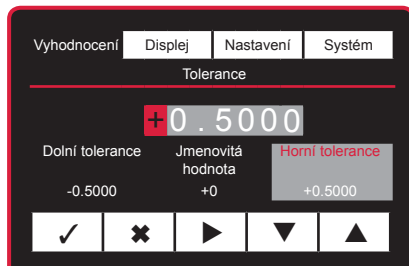 Vyhodnocení Displej Nastavení Systém
Tolerance
+0.5000
Dolní tolerance Jmenovitá hodnota Horní tolerance
-0.5000 +0 +0.5000